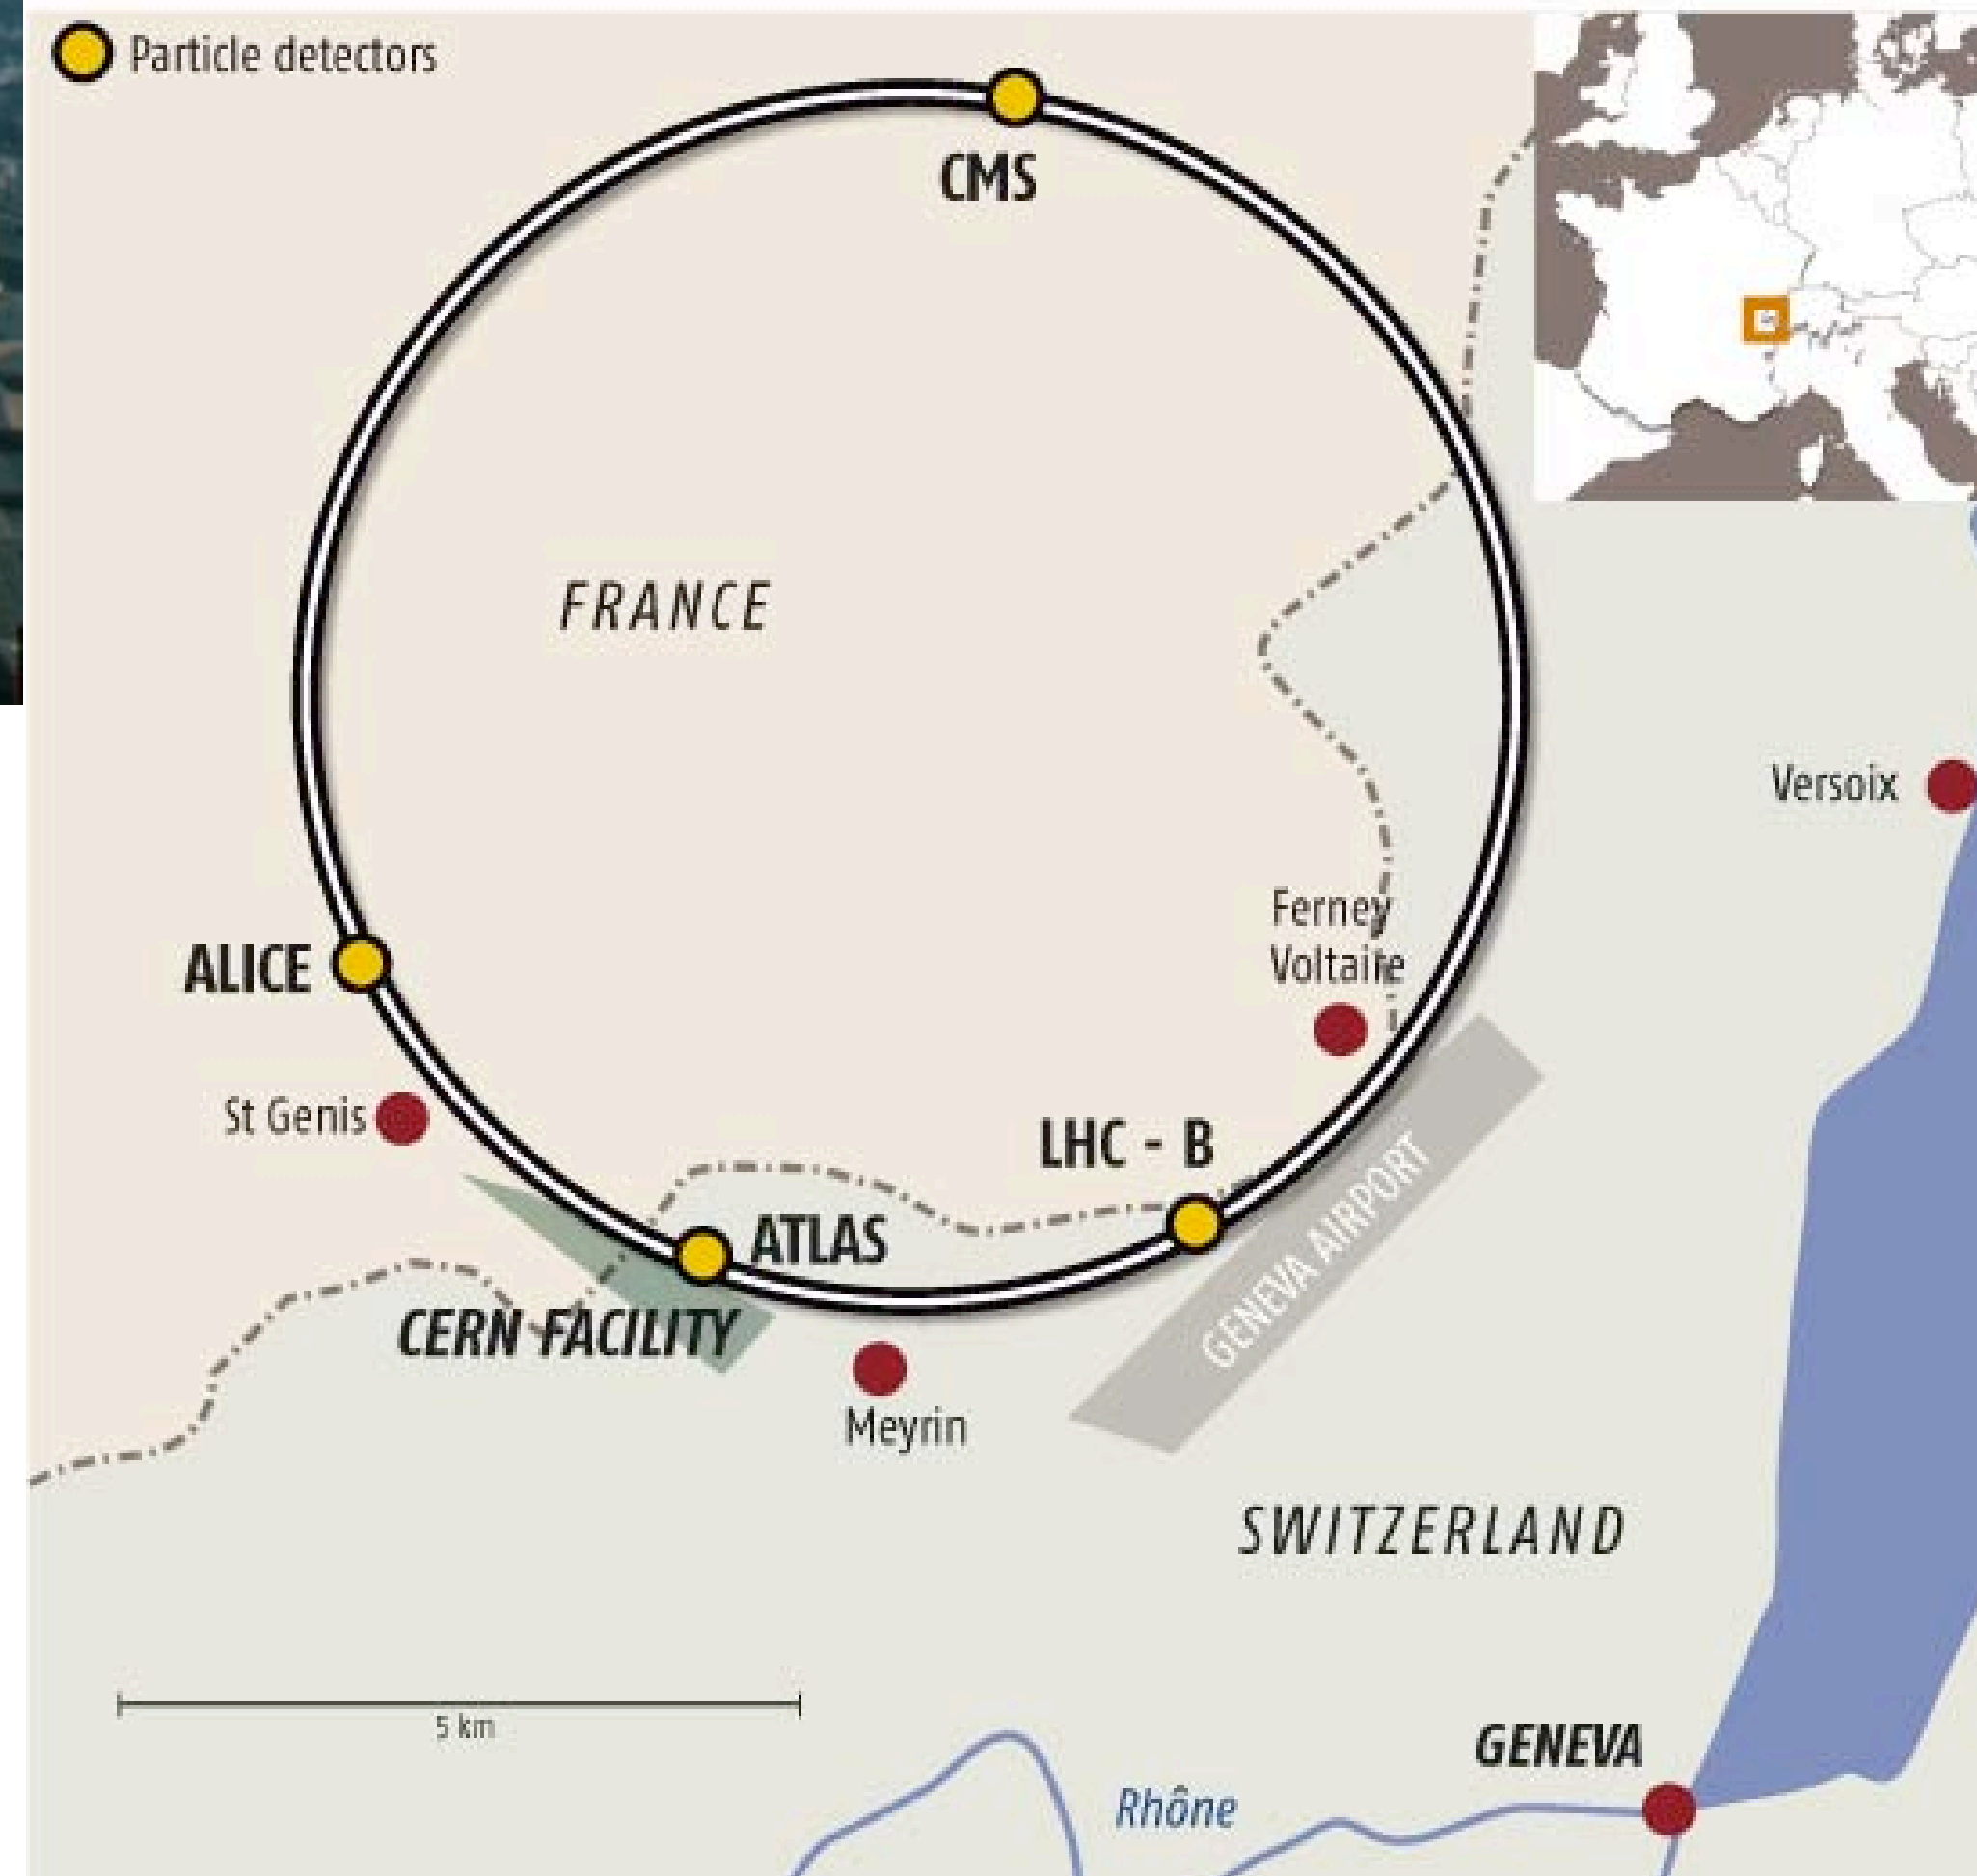 Particle detectors
CMS
FRANCE
Versoix
Ferney
Voltaire
ALICE
St Genis
LHC - B
ATLAS
GENEVA AIRPORT
CERN FACILITY
Meyrin
SWITZERLAND
5 km
GENEVA
Rhône